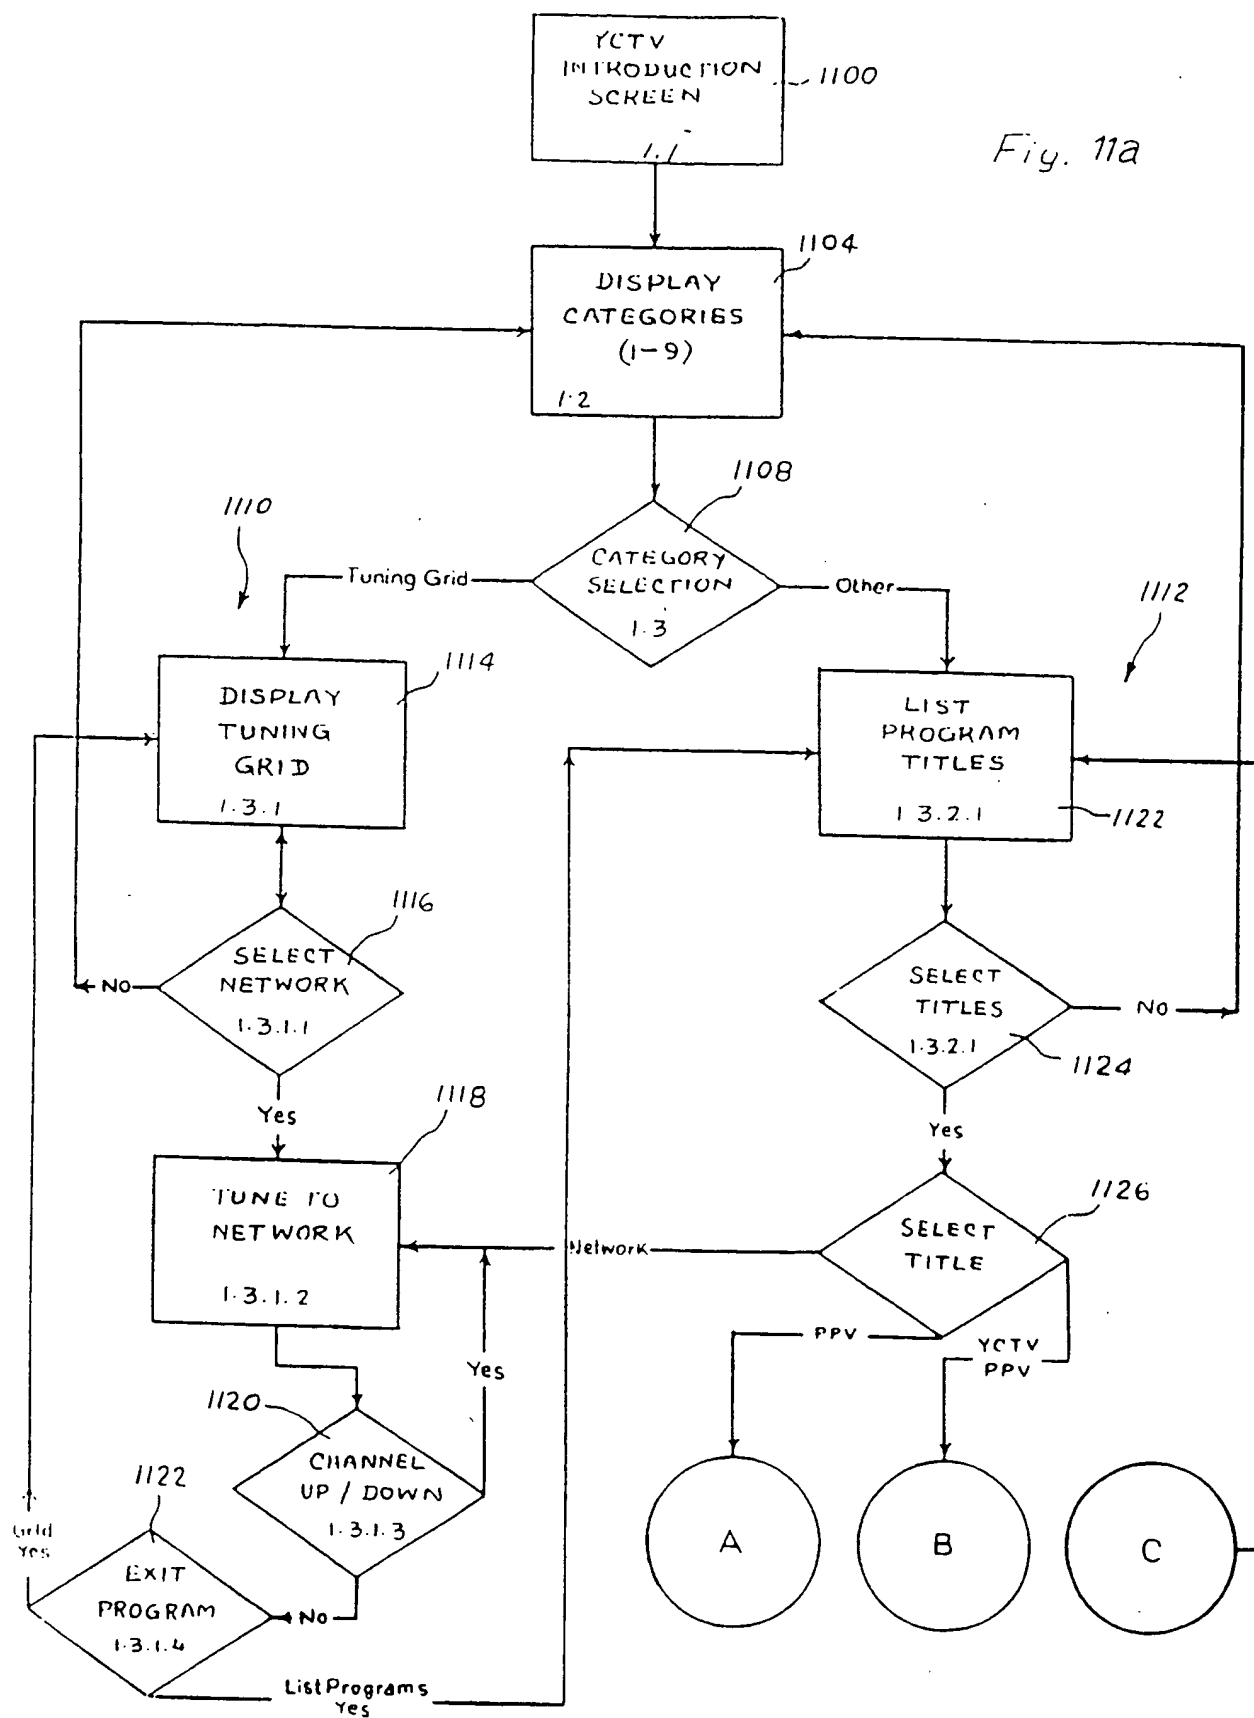 YCTV
INTRODUCTION
SCREEN
1.1
1100
Fig. 11a
1104
DISPLAY
CATEGORIES
(1-9)
1.2
1108
CATEGORY
SELECTION
1.3
1110
Tuning Grid
Other
1112
1114
DISPLAY
TUNING
GRID
1.3.1
LIST
PROGRAM
TITLES
1 3.2.1
1122
1116
SELECT
NETWORK
1.3.1.1
No
SELECT
TITLES
1.3.2.1
No
1124
Yes
Yes
1118
TUNE TO
NETWORK
1.3.1.2
1126
SELECT
TITLE
Network
PPV
YCTV
PPV
Yes
1120
CHANNEL
UP / DOWN
1.3.1.3
1122
Grid
Yes
EXIT
PROGRAM
1.3.1.4
No
List Programs
Yes
A
B
C